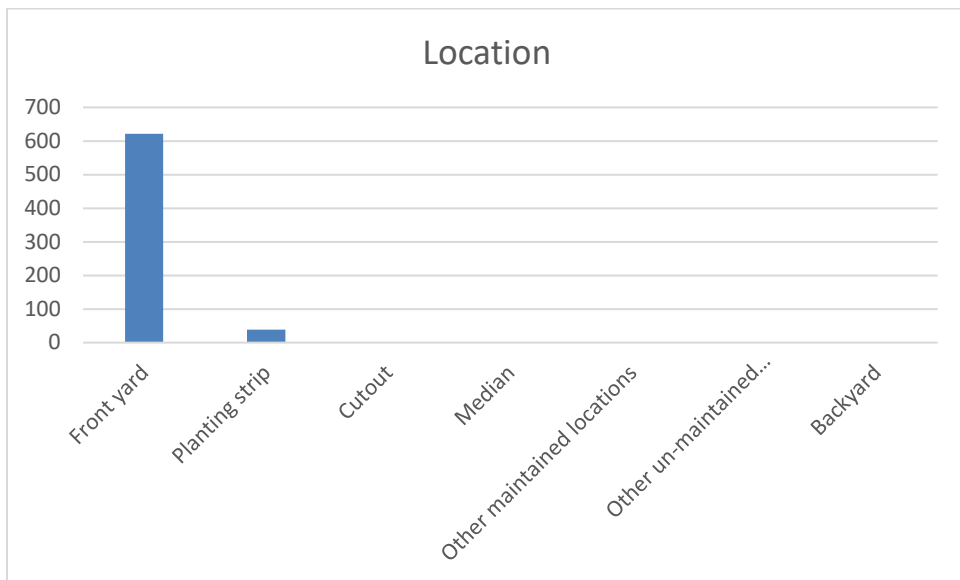 Location
700
600
500
400
300
200
100
0
Front yard
Planting strip
Cutout
Median
Other maintained locations
Other un-maintained...
Backyard